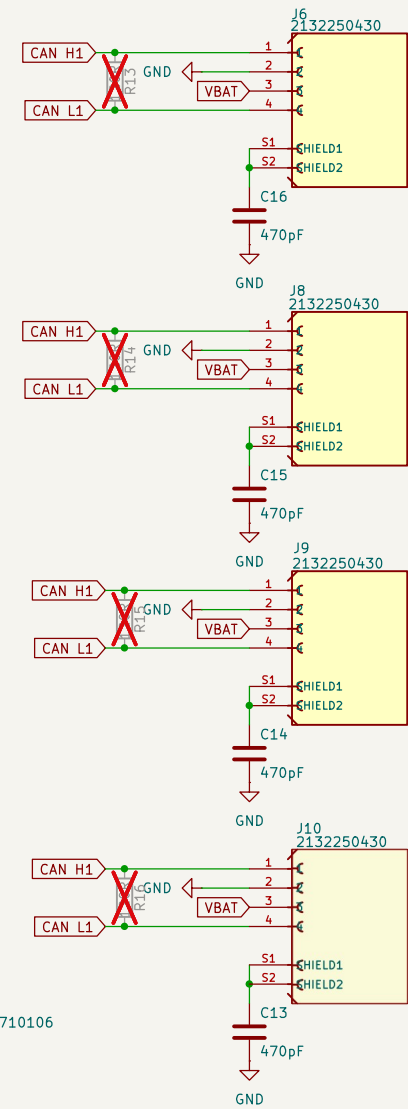 J6
2132250430
CAN H1
1
GND
2
R13
VBAT
3
CAN L1
4
S1
SHIELD1
S2
SHIELD2
C16
470pF
GND
J8
2132250430
CAN H1
1
GND
2
R14
VBAT
3
CAN L1
4
S1
SHIELD1
S2
SHIELD2
C15
470pF
GND
J9
2132250430
CAN H1
1
GND
2
R15
VBAT
3
CAN L1
4
S1
SHIELD1
S2
SHIELD2
C14
470pF
GND
J10
2132250430
CAN H1
1
GND
2
R16
VBAT
3
CAN L1
4
S1
SHIELD1
S2
SHIELD2
C13
710106
470pF
GND